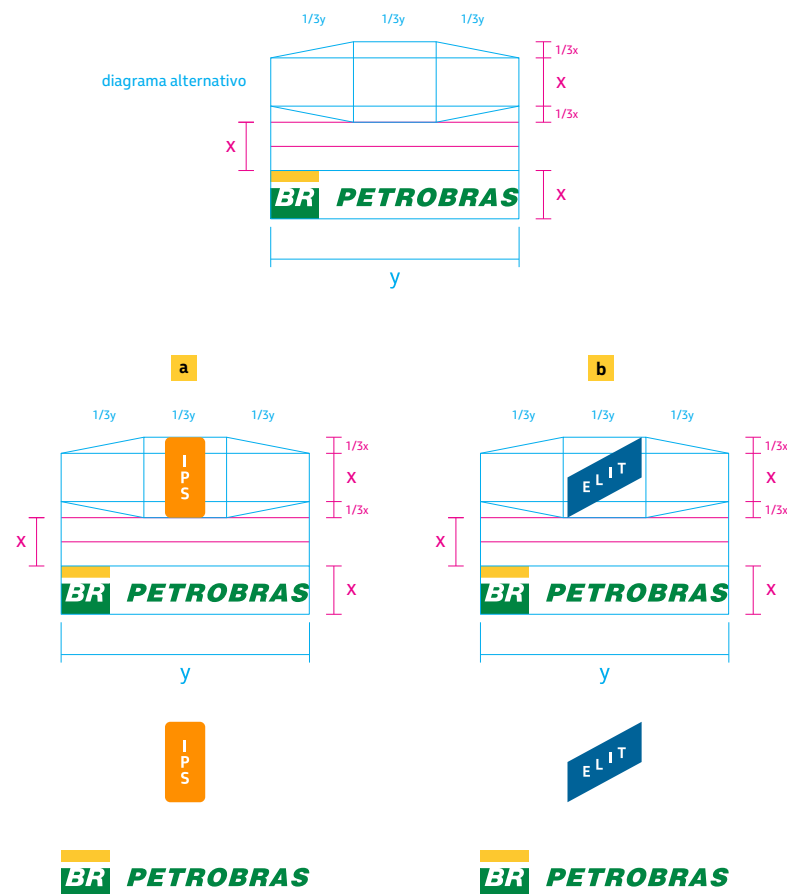 1/3y 1/3y 1/3y
1/3x
diagrama alternativo
X
1/3x
X
BR PETROBRAS
X
y
a
b
1/3y 1/3y 1/3y
1/3x
I
P
S
X
1/3x
X
BR PETROBRAS
X
y
1/3y 1/3y 1/3y
1/3x
ELIT
X
1/3x
X
BR PETROBRAS
X
y
I
P
S
ELIT
BR PETROBRAS
BR PETROBRAS